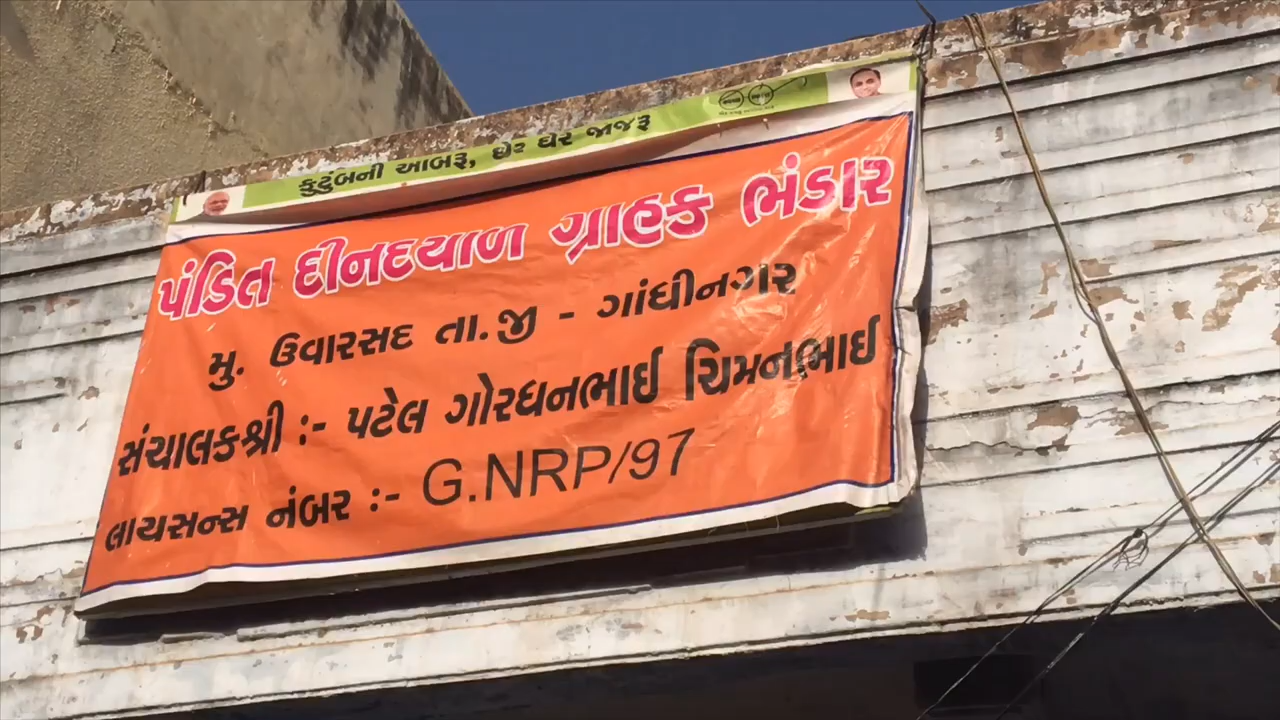 કુટુંબની આબરૂ, હેર ઘેર જાજરૂ
પંડિત દીનદયાળ ગ્રાહક ભંડાર
મુ. ઉવારસદ તા.જી - ગાંધીનગર
સંચાલકશ્રી :- પટેલ ગોરધનભાઈ ચિમનભાઈ
લાયસન્સ નંબર :- G.NRP/97